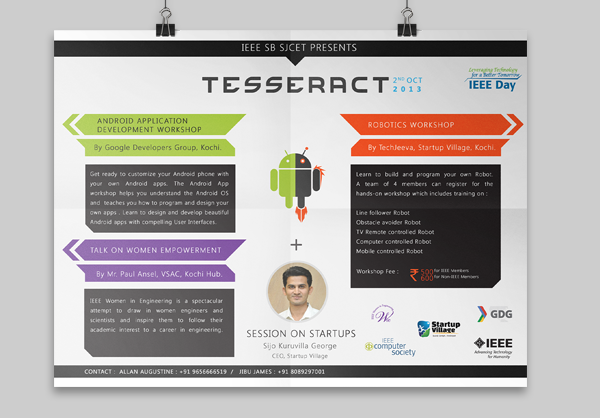 IEEE SB SJCET PRESENTS
TESSERACT
2ND OCT
2013
Leveraging Technology
for a Better Tomorrow
IEEE Day
ANDROID APPLICATION
DEVELOPMENT WORKSHOP
By Google Developers Group, Kochi.
Get ready to customize your Android phone with
your own Android apps. The Android App
workshop helps you understand the Android OS
and teaches you how to program and design your
own apps . Learn to design and develop beautiful
Android apps with compelling User Interfaces.
TALK ON WOMEN EMPOWERMENT
By Mr. Paul Ansel, VSAC, Kochi Hub.
IEEE Women in Engineering is a spectacular
attempt to draw in women engineers and
scientists and inspire them to follow their
academic interest to a career in engineering.
+
SESSION ON STARTUPS
Sijo Kuruvilla George
CEO, Startup Village
ROBOTICS WORKSHOP
By Techleeva, Startup Village, Kochi.
Learn to build and program your own Robot.
A team of 4 members can register for the
hands-on workshop which includes training on :
Line follower Robot
Obstacle avoider Robot
TV Remote controlled Robot
Computer controlled Robot
Mobile controlled Robot
Workshop Fee : ₹ 500 for IEEE Members
600 for Non-IEEE Members
Startup
Village
GDG
IEEE
computer
society
IEEE
Advancing Technology
for Humanity
CONTACT : ALLAN AUGUSTINE : +91 9656666519 / JIBU JAMES : +91 8089297001